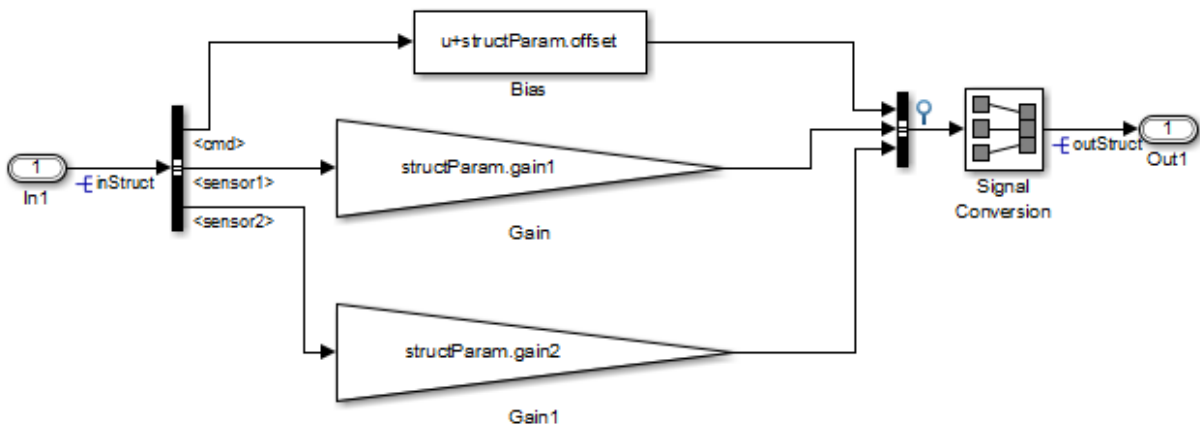 u+structParam.offset
Bias
<cmd>
1
inStruct
In1
<sensor1>
structParam.gain1
Gain
<sensor2>
structParam.gain2
Gain1
Signal
Conversion
outStruct
1
Out1